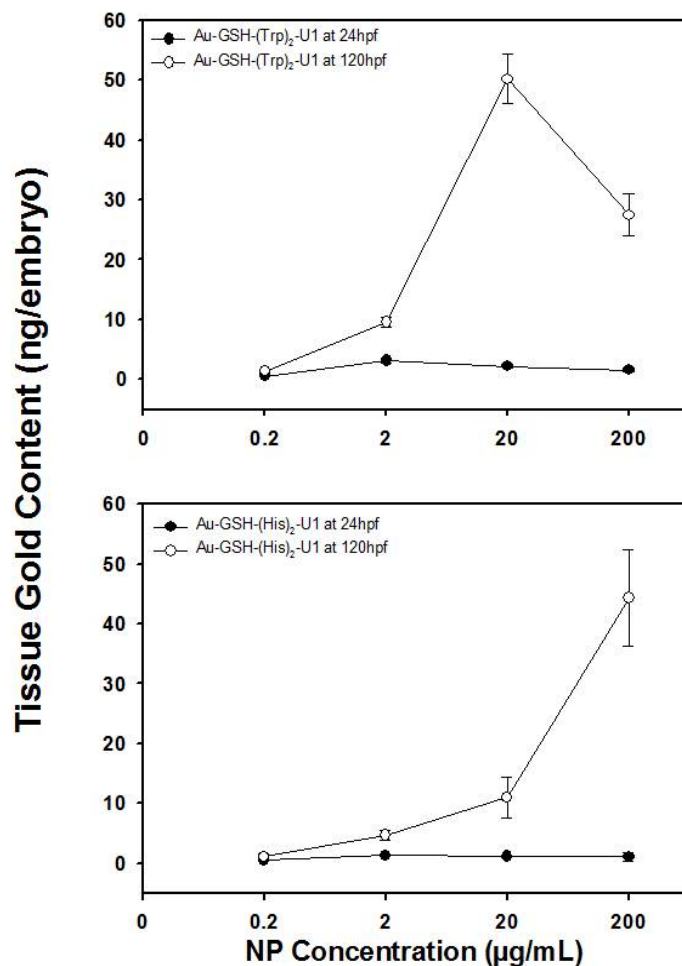 Tissue Gold Content (ng/embryo)
60
50
40
30
20
10
0
Au-GSH-(Trp)₂-U1 at 24hpf
Au-GSH-(Trp)₂-U1 at 120hpf
0 0.2 2 20 200
60
50
40
30
20
10
0
Au-GSH-(His)₂-U1 at 24hpf
Au-GSH-(His)₂-U1 at 120hpf
0 0.2 2 20 200
NP Concentration (µg/mL)